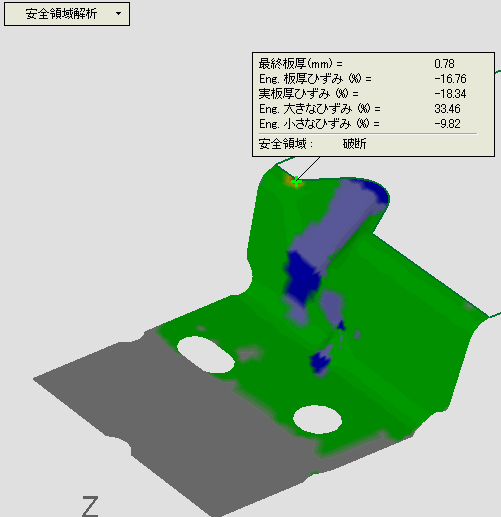 安全領域解析
最終板厚(mm) = 0.78
Eng. 板厚ひずみ (%) = -16.76
実板厚ひずみ (%) = -18.34
Eng. 大きなひずみ (%) = 33.46
Eng. 小さなひずみ (%) = -9.82
安全領域 : 破断
Z